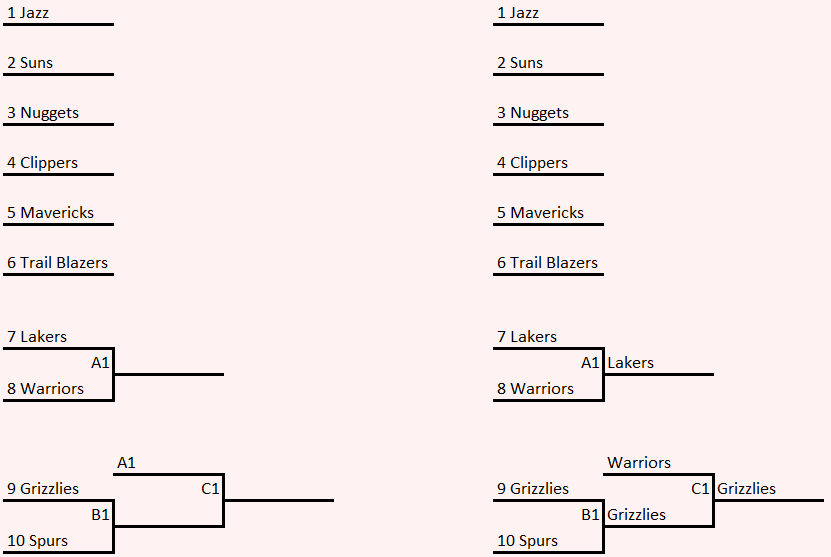 1 Jazz
2 Suns
3 Nuggets
4 Clippers
5 Mavericks
6 Trail Blazers
7 Lakers
A1
8 Warriors
A1
9 Grizzlies
C1
B1
10 Spurs
1 Jazz
2 Suns
3 Nuggets
4 Clippers
5 Mavericks
6 Trail Blazers
7 Lakers
A1 Lakers
8 Warriors
Warriors
9 Grizzlies
C1 Grizzlies
B1 Grizzlies
10 Spurs